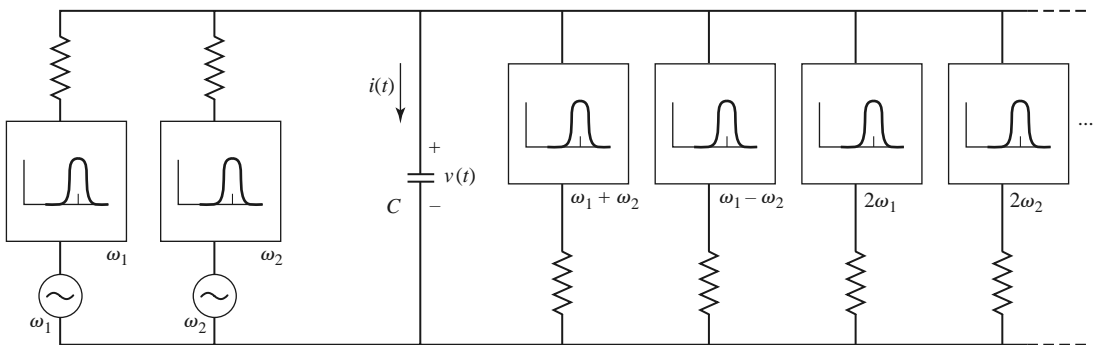 i(t)
+
v(t)
C
–
...
ω₁
ω₂
ω₁ + ω₂
ω₁ – ω₂
2ω₁
2ω₂
ω₁
ω₂